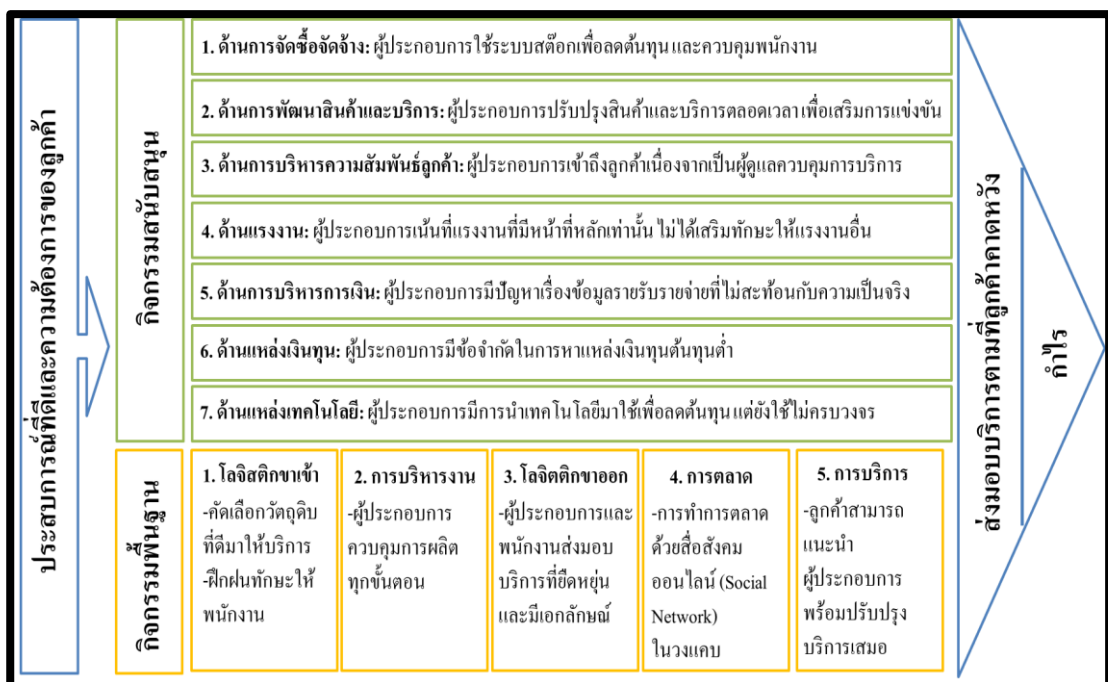 ประสบการณ์ที่ดีและความต้องการของลูกค้า
กิจกรรมสนับสนุน
1. ด้านการจัดซื้อจัดจ้าง: ผู้ประกอบการใช้ระบบสต๊อกเพื่อลดต้นทุน และควบคุมพนักงาน
2. ด้านการพัฒนาสินค้าและบริการ: ผู้ประกอบการปรับปรุงสินค้าและบริการตลอดเวลา เพื่อเสริมการแข่งขัน
3. ด้านการบริหารความสัมพันธ์ลูกค้า: ผู้ประกอบการเข้าถึงลูกค้าเนื่องจากเป็นผู้ดูแลควบคุมการบริการ
4. ด้านแรงงาน: ผู้ประกอบการเน้นที่แรงงานที่มีหน้าที่หลักเท่านั้น ไม่ได้เสริมทักษะให้แรงงานอื่น
5. ด้านการบริหารการเงิน: ผู้ประกอบการมีปัญหาเรื่องข้อมูลรายรับรายจ่ายที่ไม่สะท้อนกับความเป็นจริง
6. ด้านแหล่งเงินทุน: ผู้ประกอบการมีข้อจำกัดในการหาแหล่งเงินทุนต้นทุนต่ำ
7. ด้านแหล่งเทคโนโลยี: ผู้ประกอบการมีการนำเทคโนโลยีมาใช้เพื่อลดต้นทุน แต่ยังใช้ไม่ครบวงจร
กิจกรรมพื้นฐาน
1. โลจิสติกขาเข้า
-คัดเลือกวัตถุดิบ
ที่ดีมาให้บริการ
-ฝึกฝนทักษะให้
พนักงาน
2. การบริหารงาน
-ผู้ประกอบการ
ควบคุมการผลิต
ทุกขั้นตอน
3. โลจิตติกขาออก
-ผู้ประกอบการและ
พนักงานส่งมอบ
บริการที่ยืดหยุ่น
และมีเอกลักษณ์
4. การตลาด
-การทำการตลาด
ด้วยสื่อสังคม
ออนไลน์ (Social
Network)
ในวงแคบ
5. การบริการ
-ลูกค้าสามารถ
แนะนำ
ผู้ประกอบการ
พร้อมปรับปรุง
บริการเสมอ
ส่งมอบบริการตามที่ลูกค้าคาดหวัง
กำไร